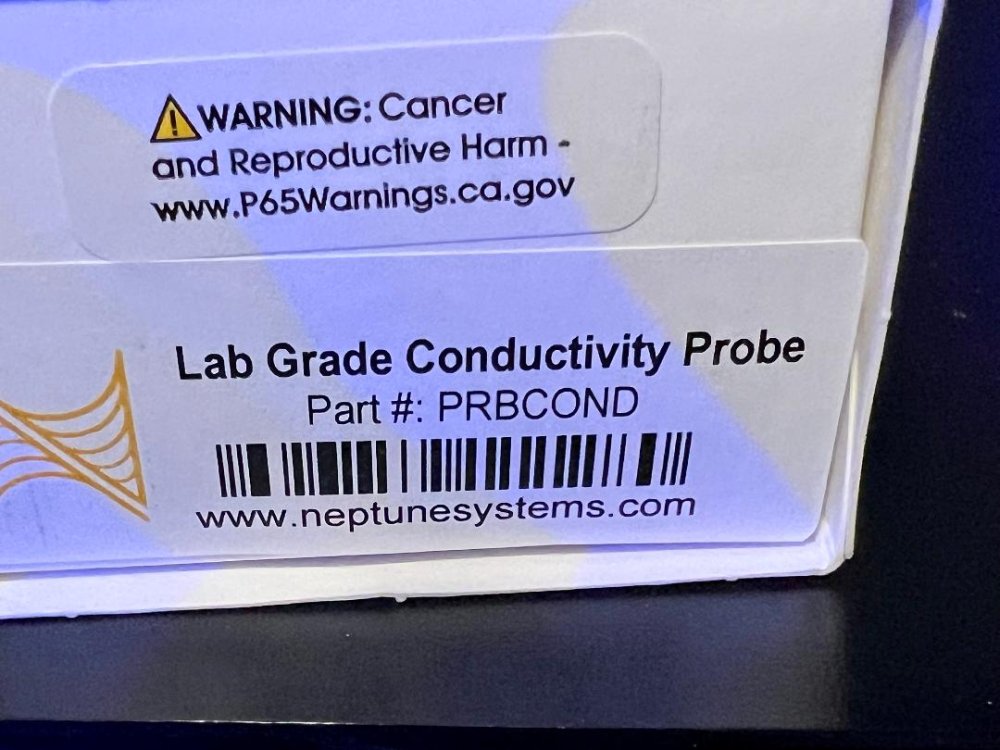 WARNING: Cancer
and Reproductive Harm -
www.P65Warnings.ca.gov
Lab Grade Conductivity Probe
Part #: PRBCOND
www.neptunesystems.com